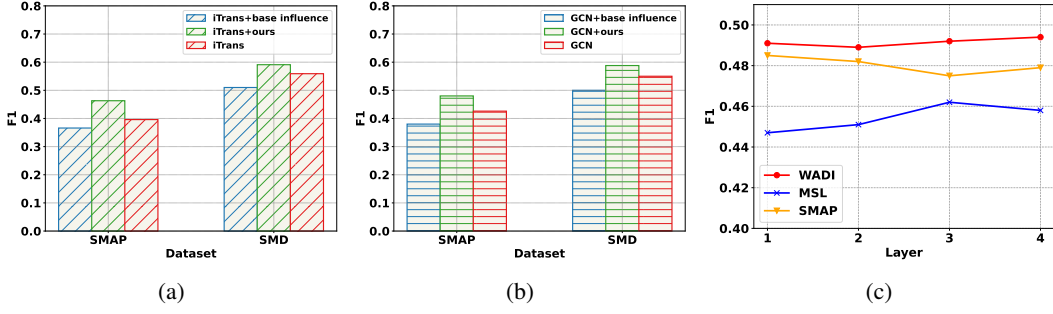 0.8
0.7
0.6
0.5
0.4
0.3
0.2
0.1
0.0
F1
iTrans+base influence
iTrans+ours
iTrans
SMAP
SMD
Dataset
(a)
0.8
0.7
0.6
0.5
0.4
0.3
0.2
0.1
0.0
F1
GCN+base influence
GCN+ours
GCN
SMAP
SMD
Dataset
(b)
0.50
0.48
0.46
0.44
0.42
0.40
F1
WADI
MSL
SMAP
1
2
3
4
Layer
(c)